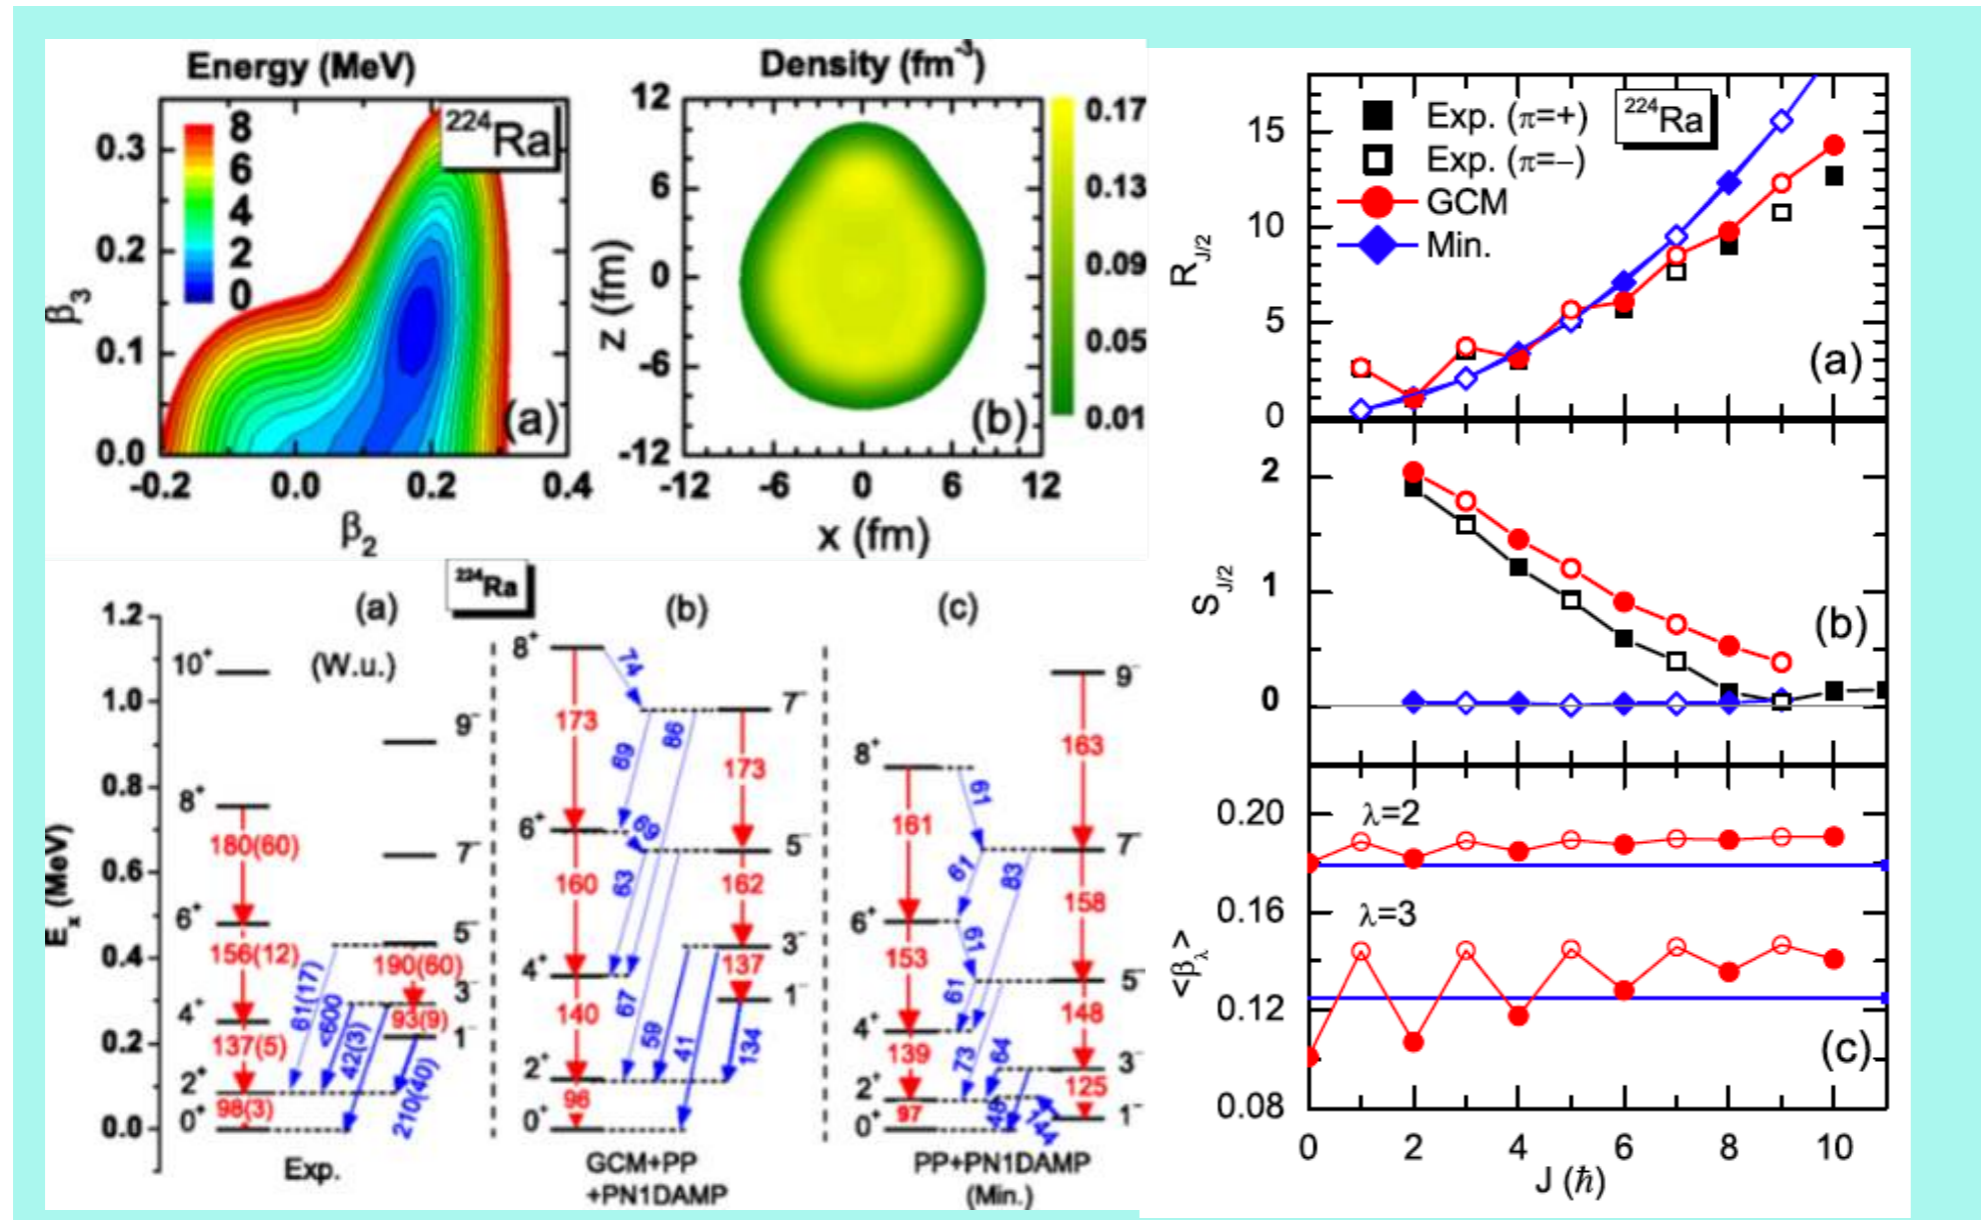 Energy (MeV)
0.3
0.2
0.1
0.0
β3
8
6
4
2
0
224Ra
(a)
-0.2 0.0 0.2 0.4
β2
Density (fm-3)
12
6
0
-6
-12
z (fm)
(b)
-12 -6 0 6 12
x (fm)
0.17
0.13
0.09
0.05
0.01
224Ra
1.2
1.0
0.8
0.6
0.4
0.2
0.0
Ex (MeV)
(a)
(W.u.)
10+
9-
8+
180(60)
7-
6+
5-
156(12)
190(60)
61(17)
<600
3-
4+
93(9)
42(3)
1-
137(5)
2+
210(40)
98(3)
0+
Exp.
(b)
8+
74
7-
173
69
86
173
6+
69
5-
160
63
162
3-
4+
137
1-
140
67
59
41
134
2+
96
0+
GCM+PP
+PN1DAMP
(c)
9-
163
8+
61
161
7-
61
83
6+
158
153
61
5-
61
148
4+
139
73
64
3-
125
2+
97
48
144
1-
0+
PP+PN1DAMP
(Min.)
Exp. (π=+)
Exp. (π=−)
GCM
Min.
224Ra
15
10
5
0
RJ/2
(a)
2
1
0
SJ/2
(b)
0.20
0.16
0.12
0.08
<βλ>
λ=2
λ=3
(c)
0 2 4 6 8 10
J (ħ)